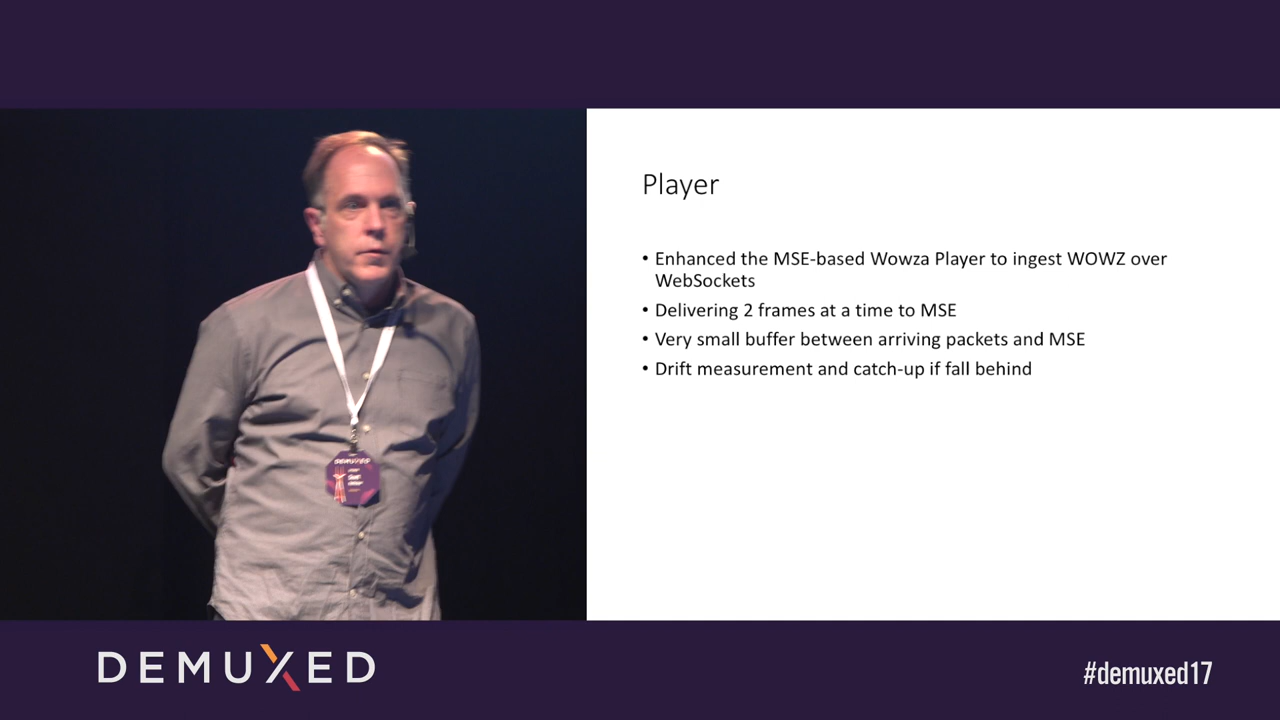 Player
• Enhanced the MSE-based Wowza Player to ingest WOWZ over
WebSockets
• Delivering 2 frames at a time to MSE
• Very small buffer between arriving packets and MSE
• Drift measurement and catch-up if fall behind
DEMUXED
DEMUXED
#demuxed17